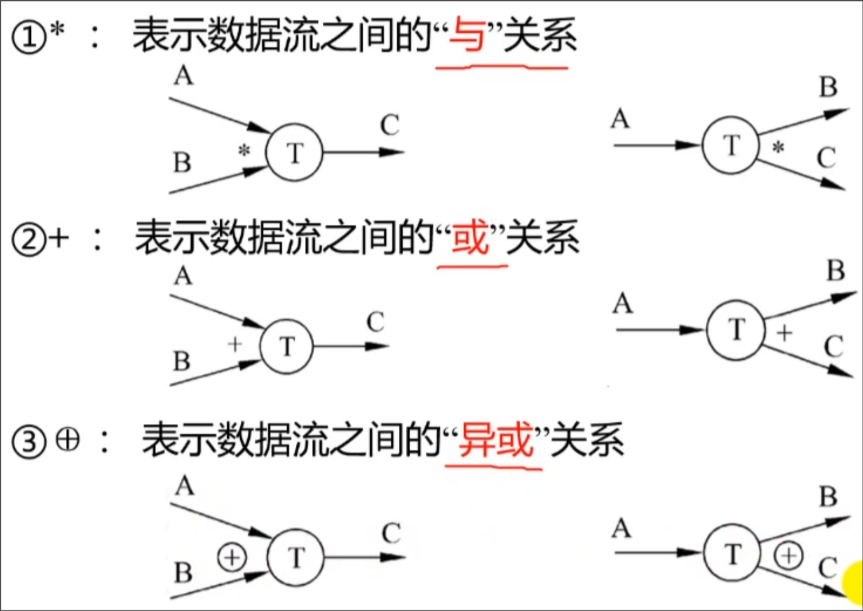 ①* ： 表示数据流之间的“与”关系
A
B
* T
C
A
T *
B
C
②+ ： 表示数据流之间的“或”关系
A
B
+ T
C
A
T +
B
C
③⊕ ： 表示数据流之间的“异或”关系
A
B
⊕ T
C
A
T ⊕
B
C